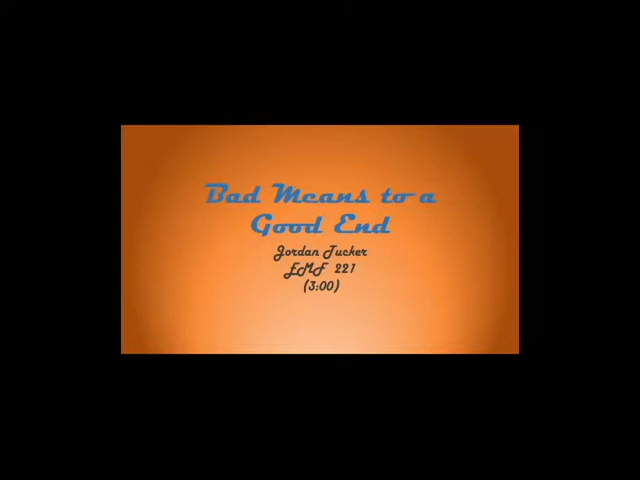 Bad Means to a
Good End
Jordan Tucker
EMF 221
(3:00)